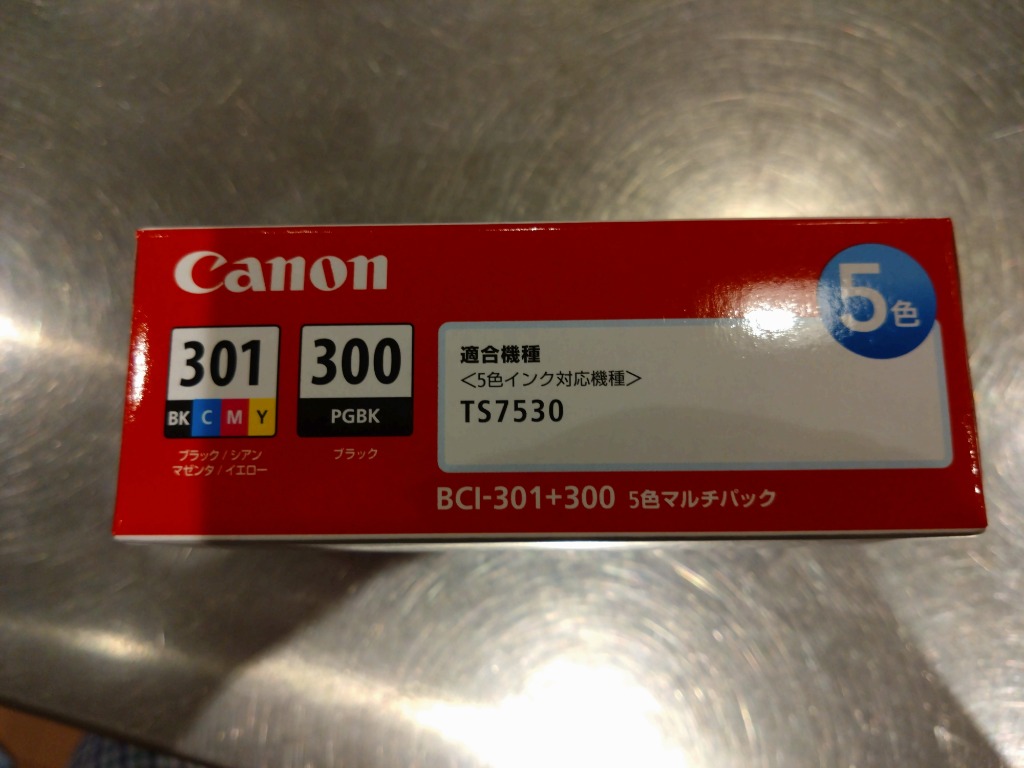 Canon
5色
301
BK C M Y
ブラック / シアン
マゼンタ / イエロー
300
PGBK
ブラック
適合機種
<5色インク対応機種>
TS7530
BCI-301+300 5色マルチパック